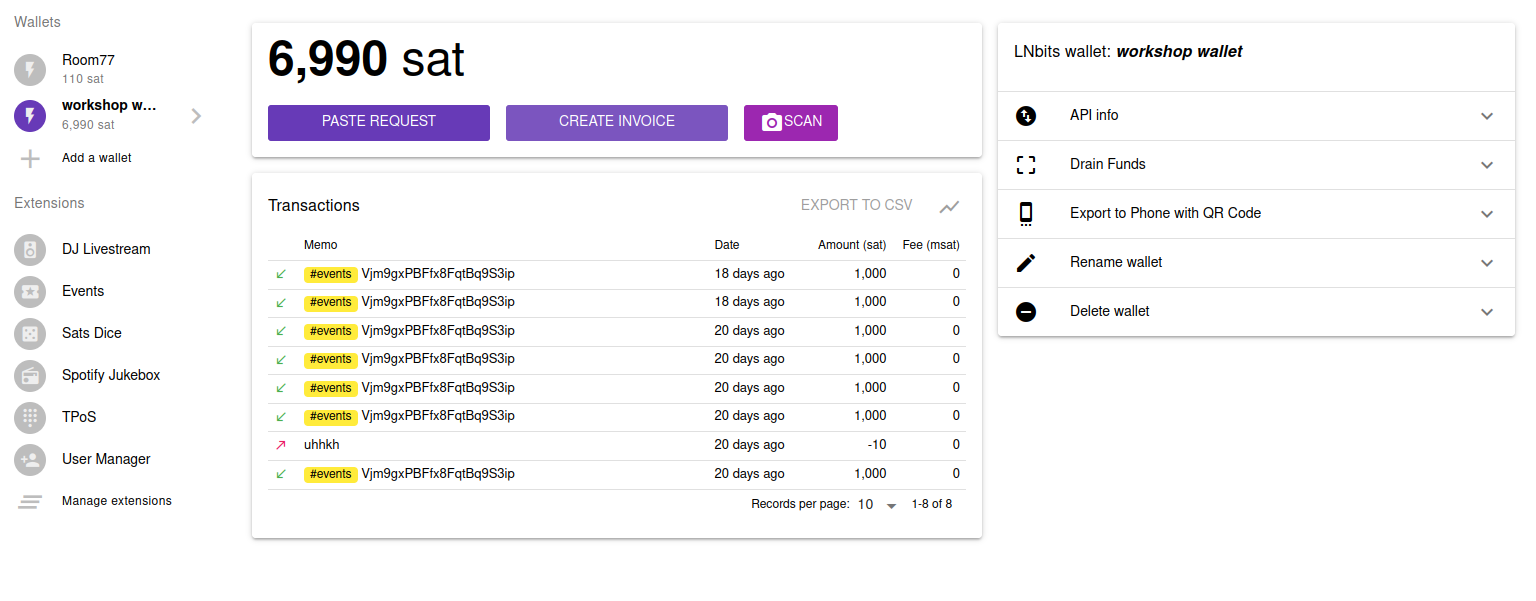 Wallets
Room77
110 sat
workshop w...
6,990 sat
Add a wallet
Extensions
DJ Livestream
Events
Sats Dice
Spotify Jukebox
TPoS
User Manager
Manage extensions
6,990 sat
PASTE REQUEST CREATE INVOICE SCAN
Transactions EXPORT TO CSV
Memo Date Amount (sat) Fee (msat)
#events Vjm9gxPBFfx8FqtBq9S3ip 18 days ago 1,000 0
#events Vjm9gxPBFfx8FqtBq9S3ip 18 days ago 1,000 0
#events Vjm9gxPBFfx8FqtBq9S3ip 20 days ago 1,000 0
#events Vjm9gxPBFfx8FqtBq9S3ip 20 days ago 1,000 0
#events Vjm9gxPBFfx8FqtBq9S3ip 20 days ago 1,000 0
#events Vjm9gxPBFfx8FqtBq9S3ip 20 days ago 1,000 0
uhhkh 20 days ago -10 0
#events Vjm9gxPBFfx8FqtBq9S3ip 20 days ago 1,000 0
Records per page: 10 1-8 of 8
LNbits wallet: workshop wallet
API info
Drain Funds
Export to Phone with QR Code
Rename wallet
Delete wallet